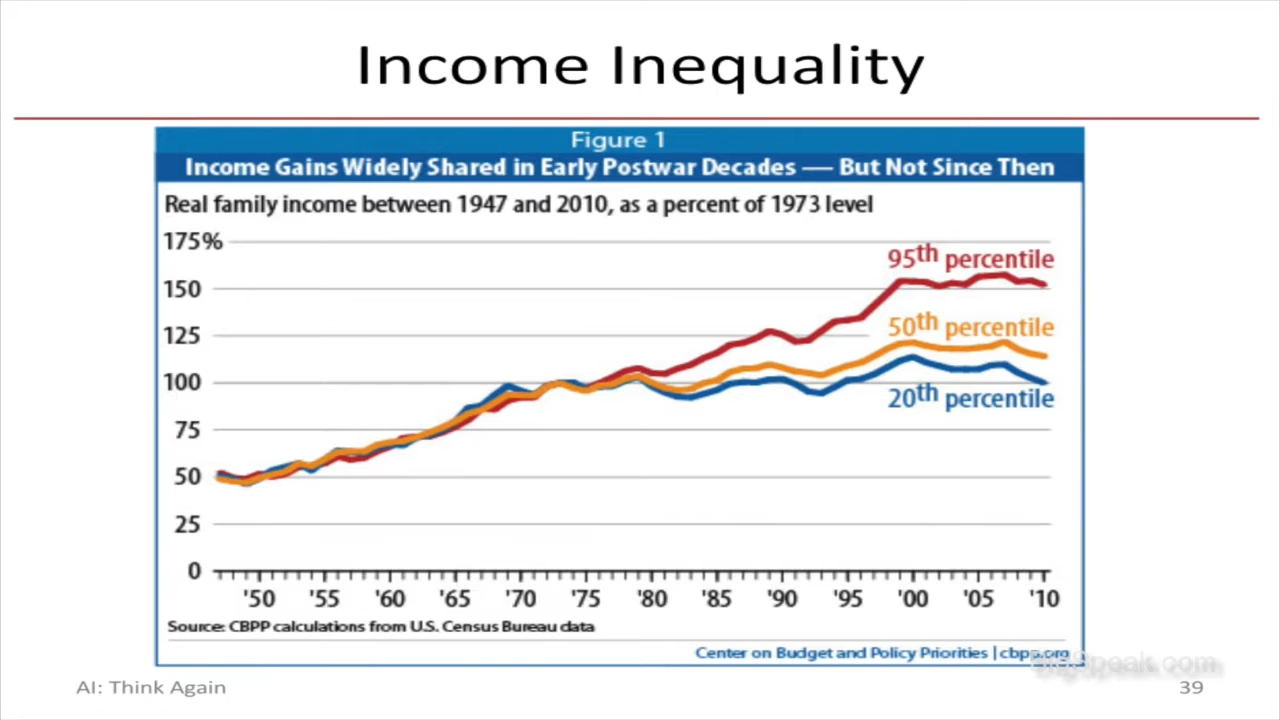 Income Inequality
Figure 1
Income Gains Widely Shared in Early Postwar Decades — But Not Since Then
Real family income between 1947 and 2010, as a percent of 1973 level
175%
95th percentile
150
50th percentile
125
100
20th percentile
75
50
25
0
'50 '55 '60 '65 '70 '75 '80 '85 '90 '95 '00 '05 '10
Source: CBPP calculations from U.S. Census Bureau data
Center on Budget and Policy Priorities | cbpp.org
AI: Think Again
39